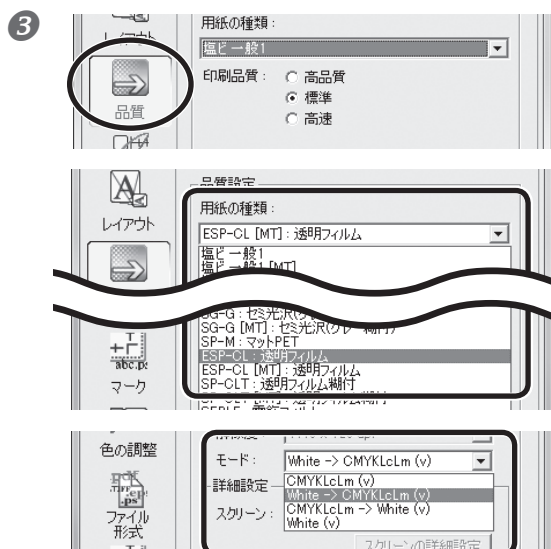 3
レイアウト
用紙の種類：
塩ビ 一般1
印刷品質： 高品質
標準
高速
品質
品質設定
レイアウト
用紙の種類：
ESP-CL [MT]：透明フィルム
塩ビ 一般1
塩ビ 一般1 [MT]
SG-G [MT]：セミ光沢(グレー糊付)
SP-M：マットPET
ESP-CL：透明フィルム
ESP-CL [MT]：透明フィルム
SP-CLT：透明フィルム糊付
abc.ps
マーク
色の調整
モード： White -> CMYKLcLm (v)
CMYKLcLm (v)
詳細設定
White -> CMYKLcLm (v)
スクリーン： CMYKLcLm -> White (v)
White (v)
ファイル
形式
スクリーンの詳細設定